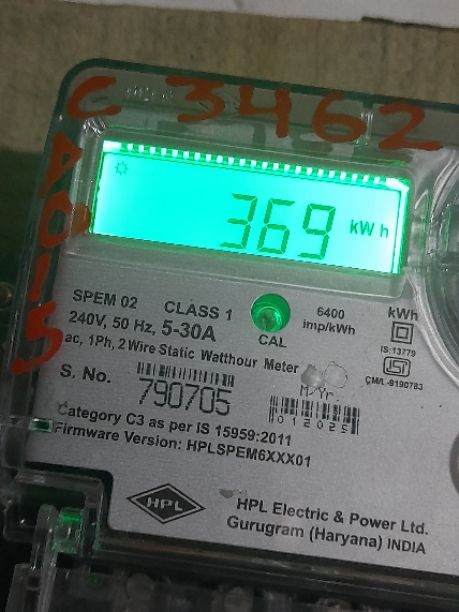 C 3462
A015
369 kWh
SPEM 02 CLASS 1
240V, 50 Hz, 5-30A
ac, 1Ph, 2 Wire Static Watthour Meter
CAL
6400
imp/kWh
kWh
IS:13779
ISI
CM/L-9190783
S. No. 790705
M/Yr.
012025
Category C3 as per IS 15959:2011
Firmware Version: HPLSPEM6XXX01
HPL
HPL Electric & Power Ltd.
Gurugram (Haryana) INDIA